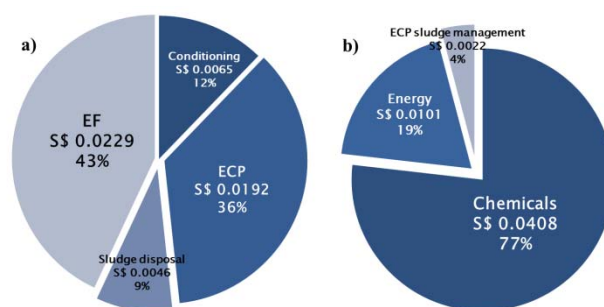 a)
Conditioning
S$ 0.0065
12%
EF
S$ 0.0229
43%
ECP
S$ 0.0192
36%
Sludge disposal
S$ 0.0046
9%
b)
ECP sludge management
S$ 0.0022
4%
Energy
S$ 0.0101
19%
Chemicals
S$ 0.0408
77%